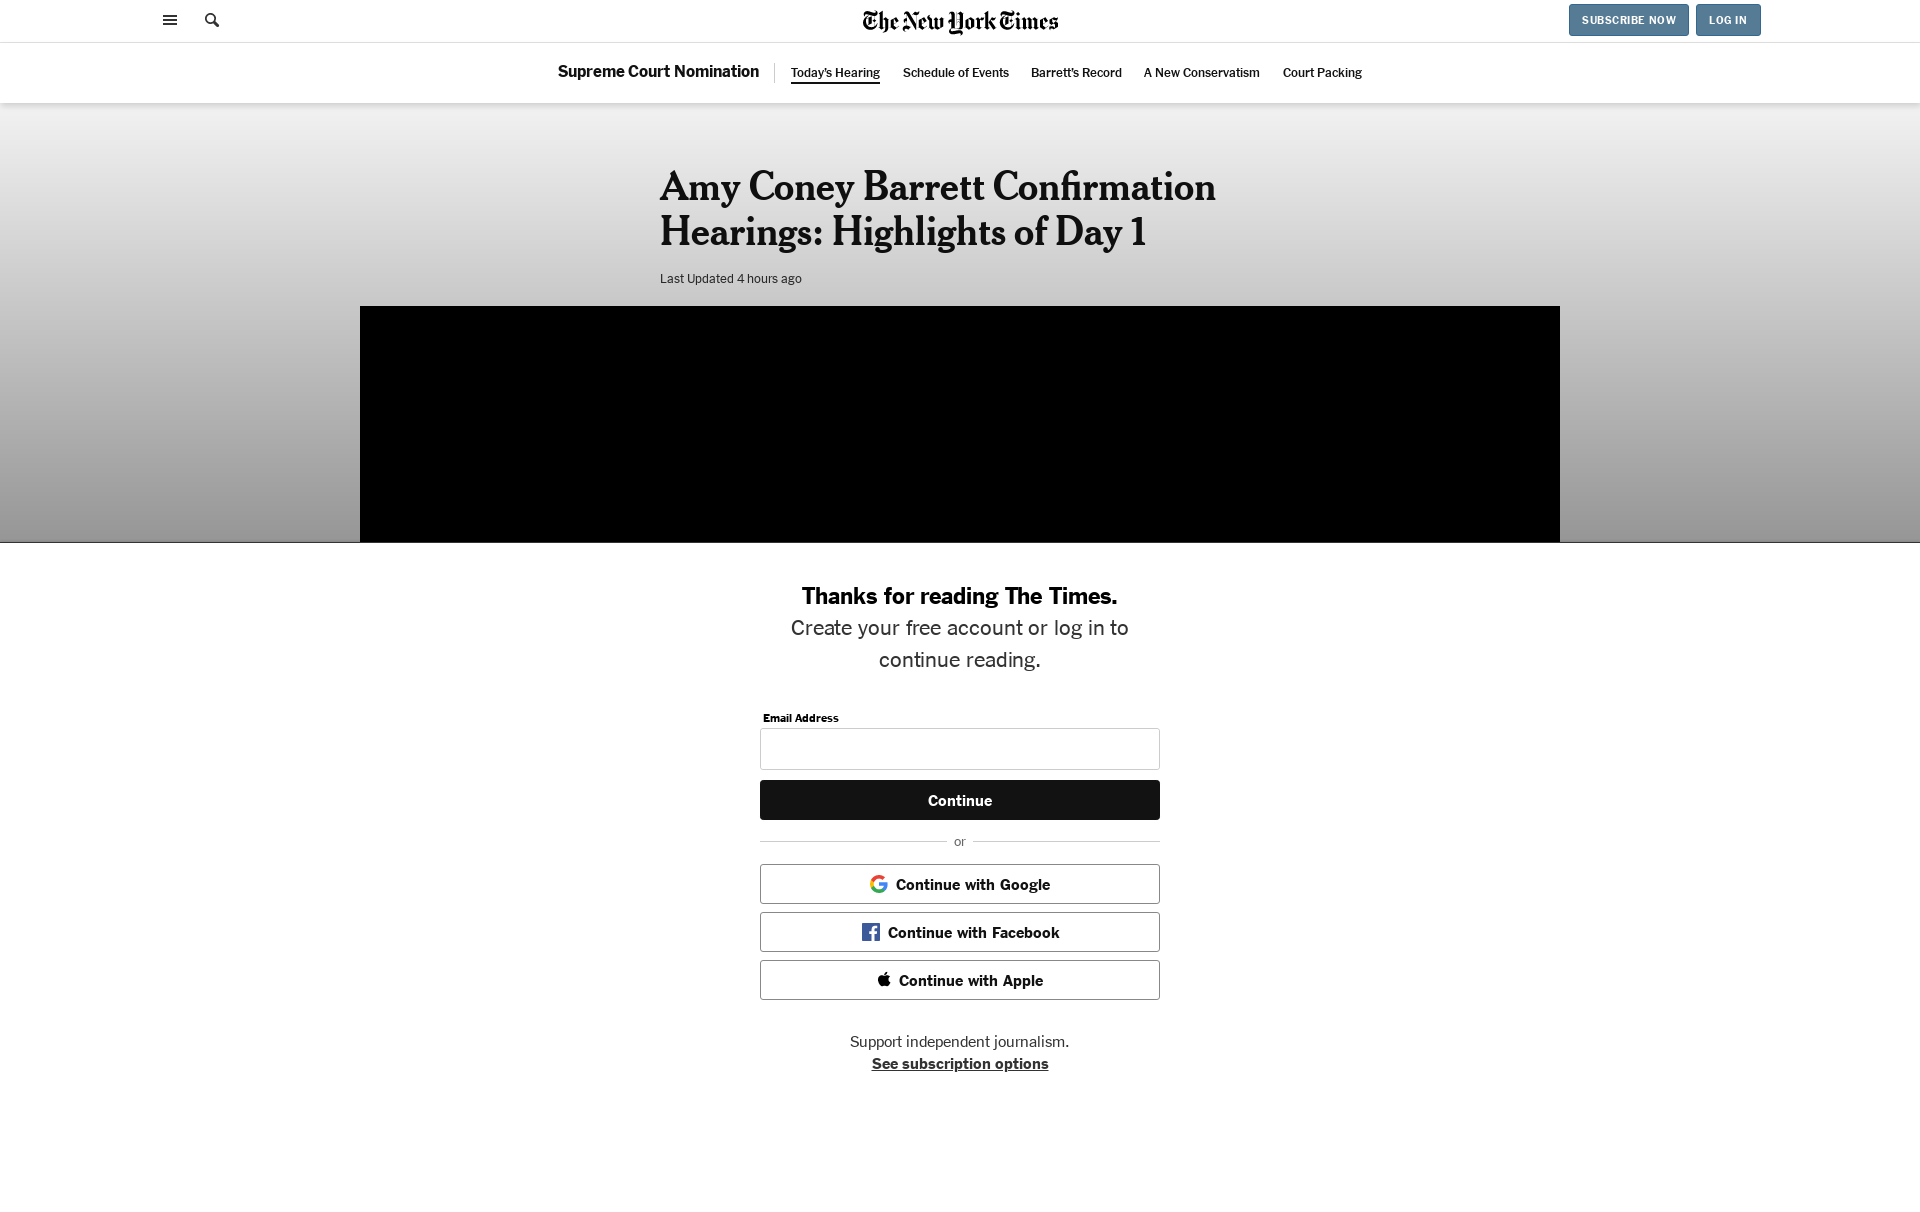 The New York Times
SUBSCRIBE NOW
LOG IN
Supreme Court Nomination
Today's Hearing
Schedule of Events
Barrett's Record
A New Conservatism
Court Packing
Amy Coney Barrett Confirmation
Hearings: Highlights of Day 1
Last Updated 4 hours ago
Thanks for reading The Times.
Create your free account or log in to
continue reading.
Email Address
Continue
or
Continue with Google
Continue with Facebook
Continue with Apple
Support independent journalism.
See subscription options